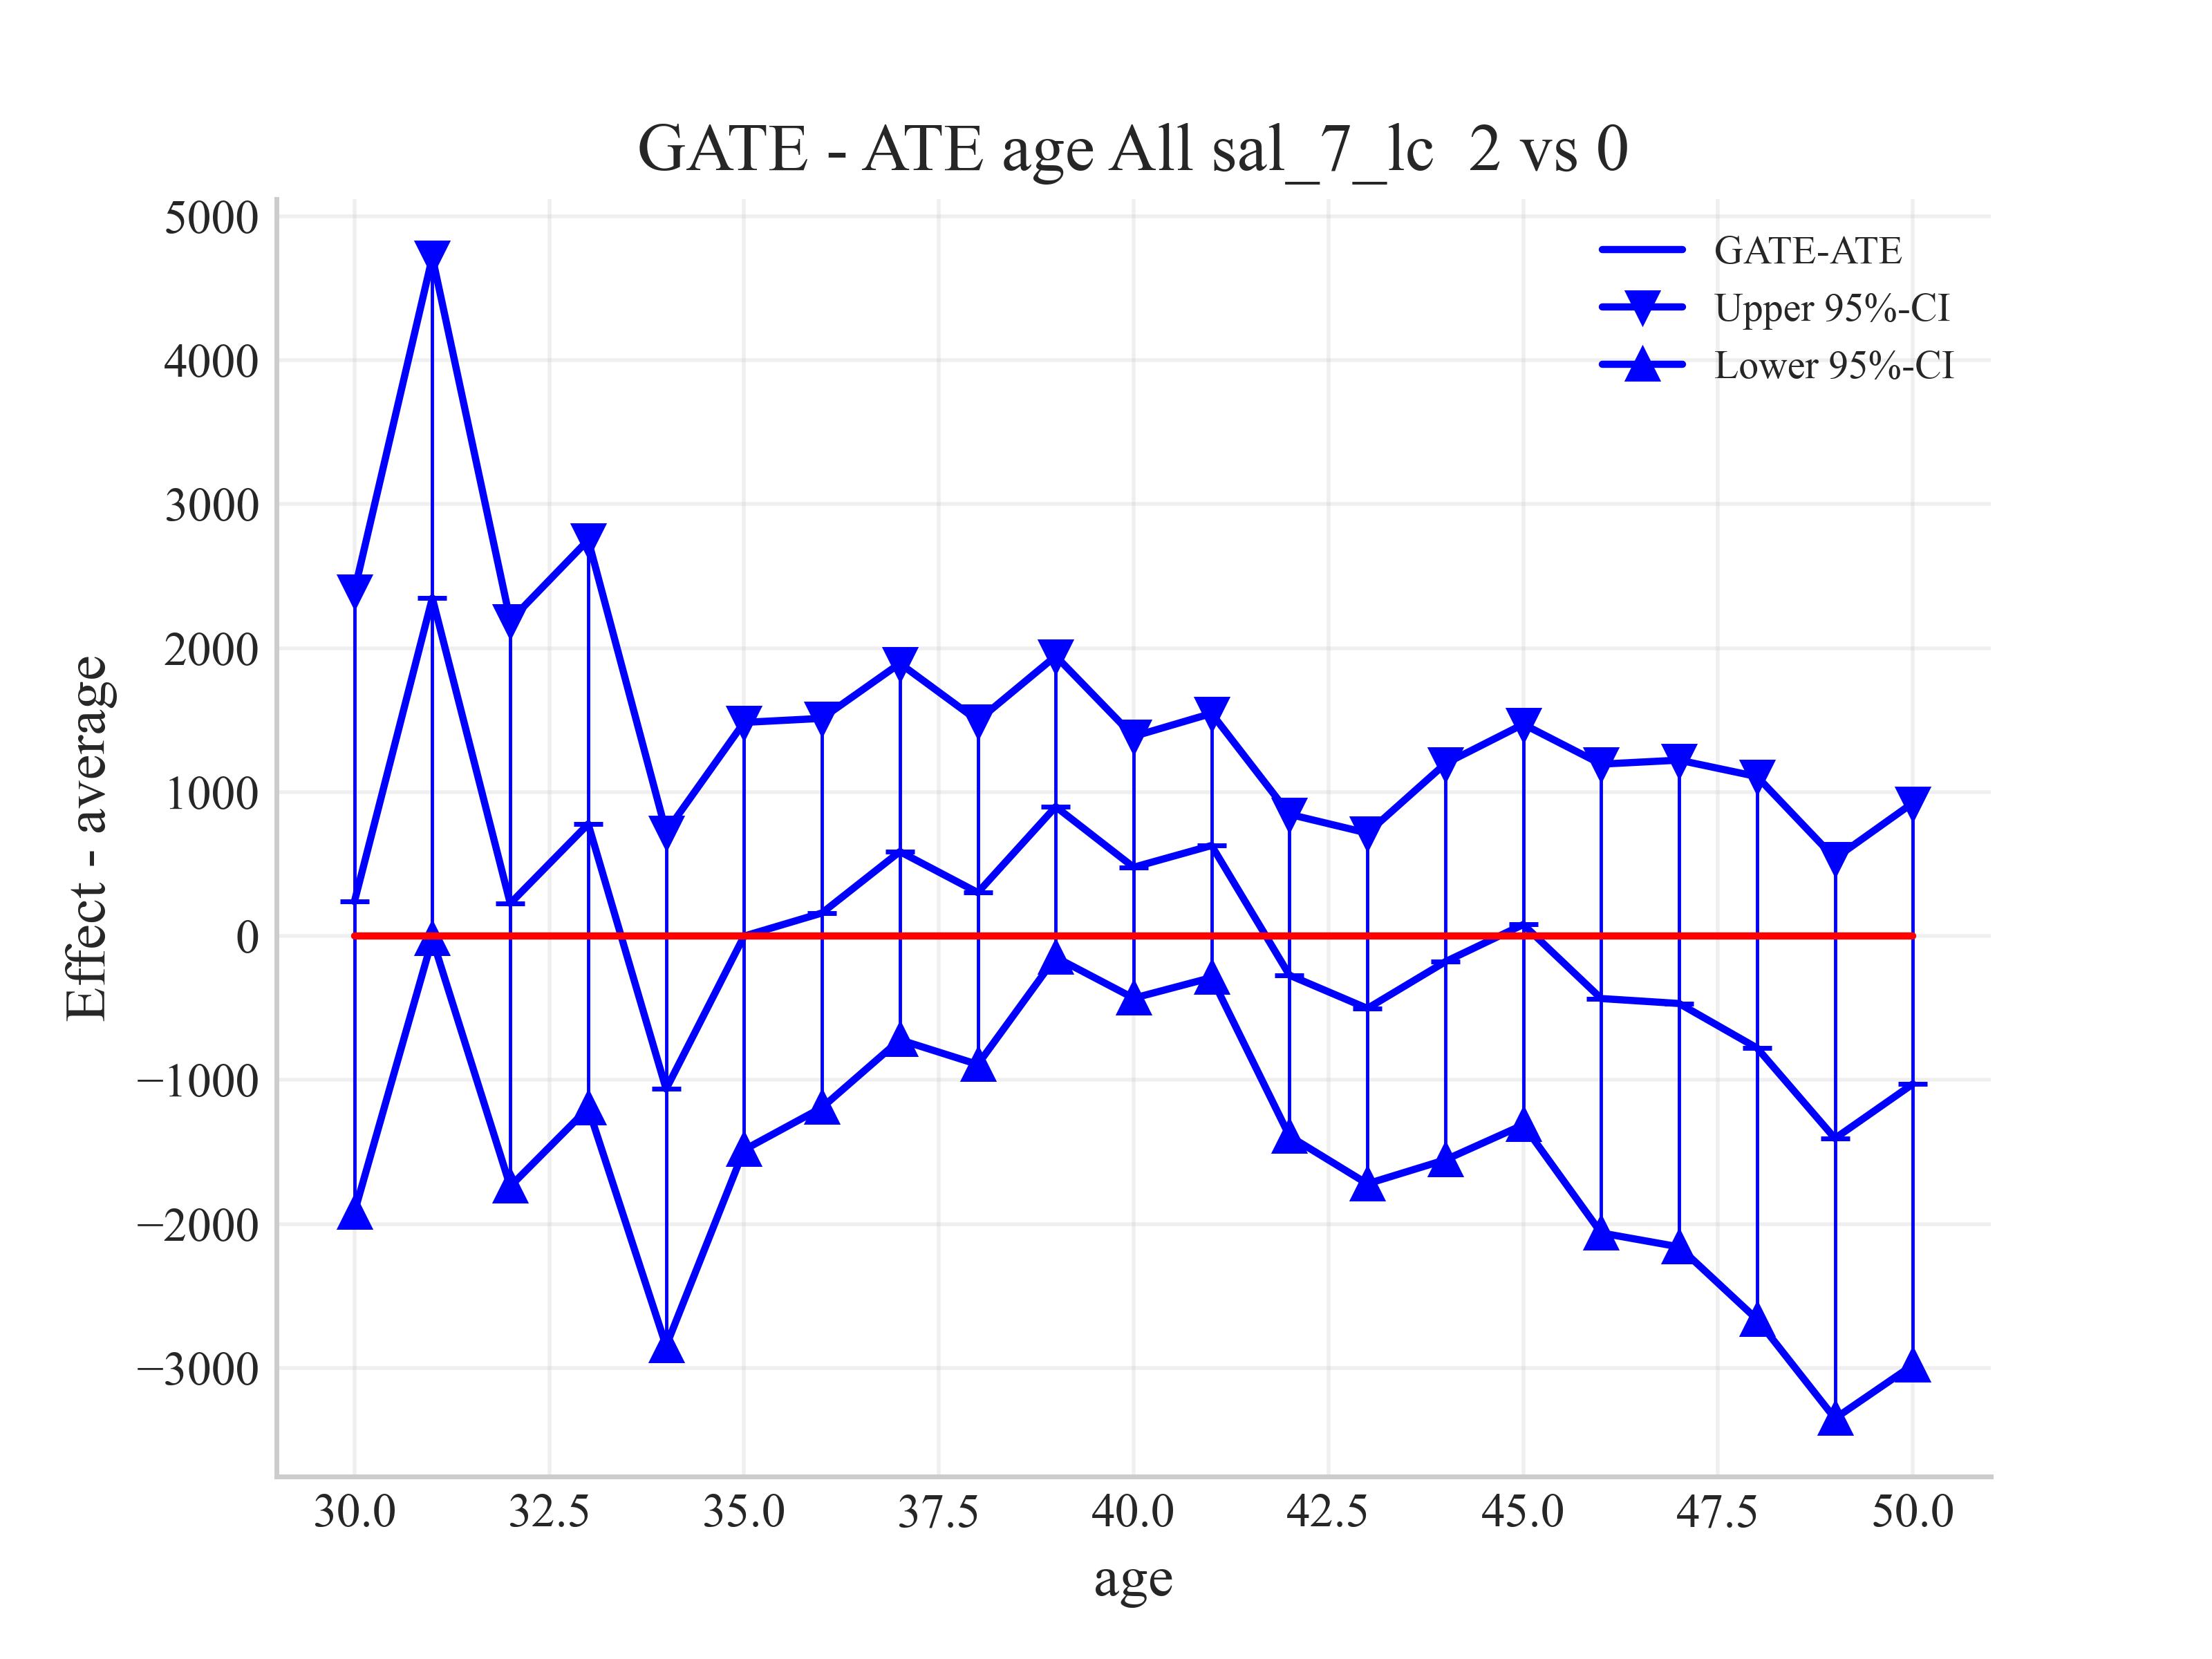 GATE - ATE age All sal_7_lc  2 vs 0
GATE-ATE
Upper 95%-CI
Lower 95%-CI
Effect - average
5000
4000
3000
2000
1000
0
−1000
−2000
−3000
30.0 32.5 35.0 37.5 40.0 42.5 45.0 47.5 50.0
age